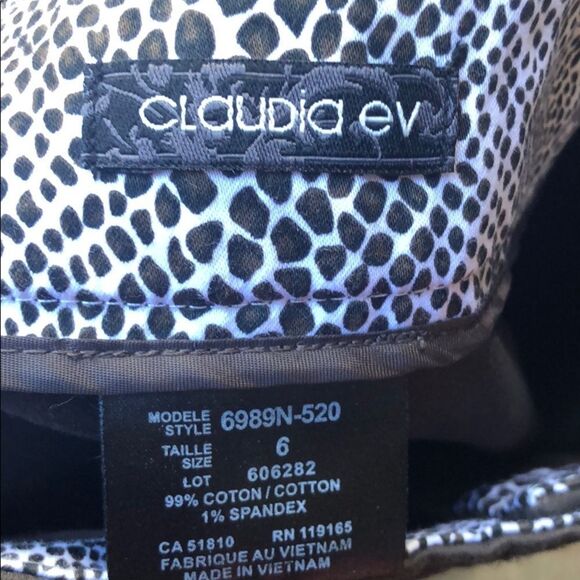 CLAUDIA EV
MODELE
STYLE 6989N-520
TAILLE
SIZE 6
LOT 606282
99% COTON / COTTON
1% SPANDEX
CA 51810 RN 119165
FABRIQUE AU VIETNAM
MADE IN VIETNAM